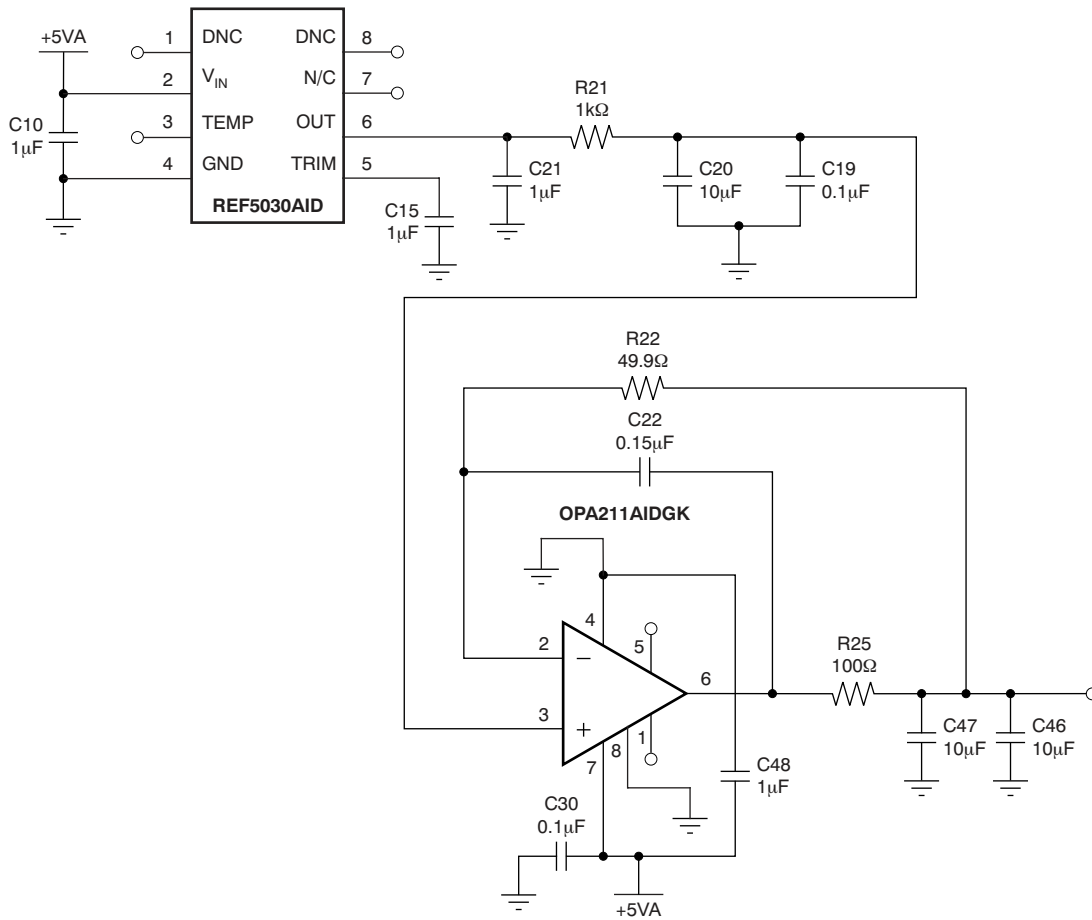 +5VA
C10
1μF
1
DNC
DNC
8
2
VIN
N/C
7
3
TEMP
OUT
6
4
GND
TRIM
5
REF5030AID
C15
1μF
C21
1μF
R21
1kΩ
C20
10μF
C19
0.1μF
R22
49.9Ω
C22
0.15μF
OPA211AIDGK
4
5
2
−
6
3
+
1
8
7
R25
100Ω
C47
10μF
C46
10μF
C48
1μF
C30
0.1μF
+5VA